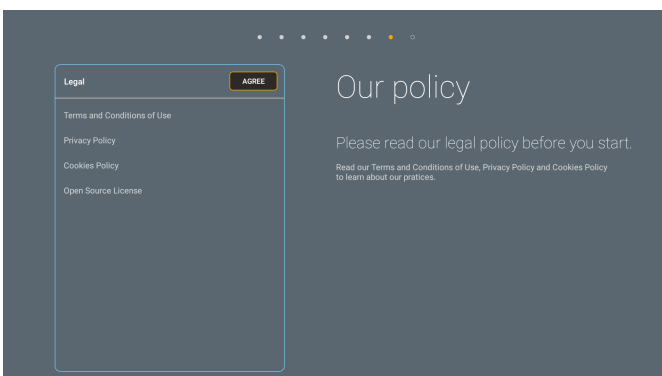 Legal
AGREE
Terms and Conditions of Use
Privacy Policy
Cookies Policy
Open Source License
Our policy
Please read our legal policy before you start.
Read our Terms and Conditions of Use, Privacy Policy and Cookies Policy
to learn about our pratices.